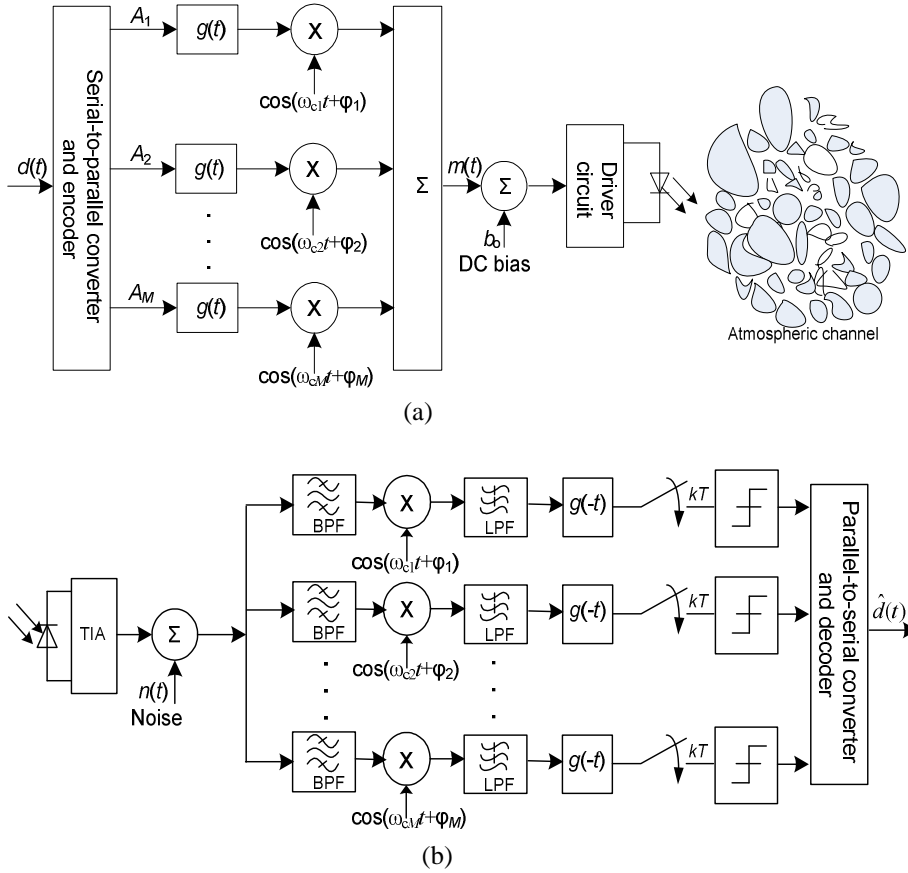 d(t)
Serial-to-parallel converter
and encoder
A1
g(t)
X
cos(ωc1t+φ1)
A2
g(t)
X
cos(ωc2t+φ2)
AM
g(t)
X
cos(ωcMt+φM)
Σ
m(t)
Σ
bo
DC bias
Driver
circuit
Atmospheric channel
(a)
TIA
Σ
n(t)
Noise
BPF
X
cos(ωc1t+φ1)
LPF
g(-t)
kT
BPF
X
cos(ωc2t+φ2)
LPF
g(-t)
kT
BPF
X
cos(ωcMt+φM)
LPF
g(-t)
kT
Parallel-to-serial converter
and decoder
d̂(t)
(b)